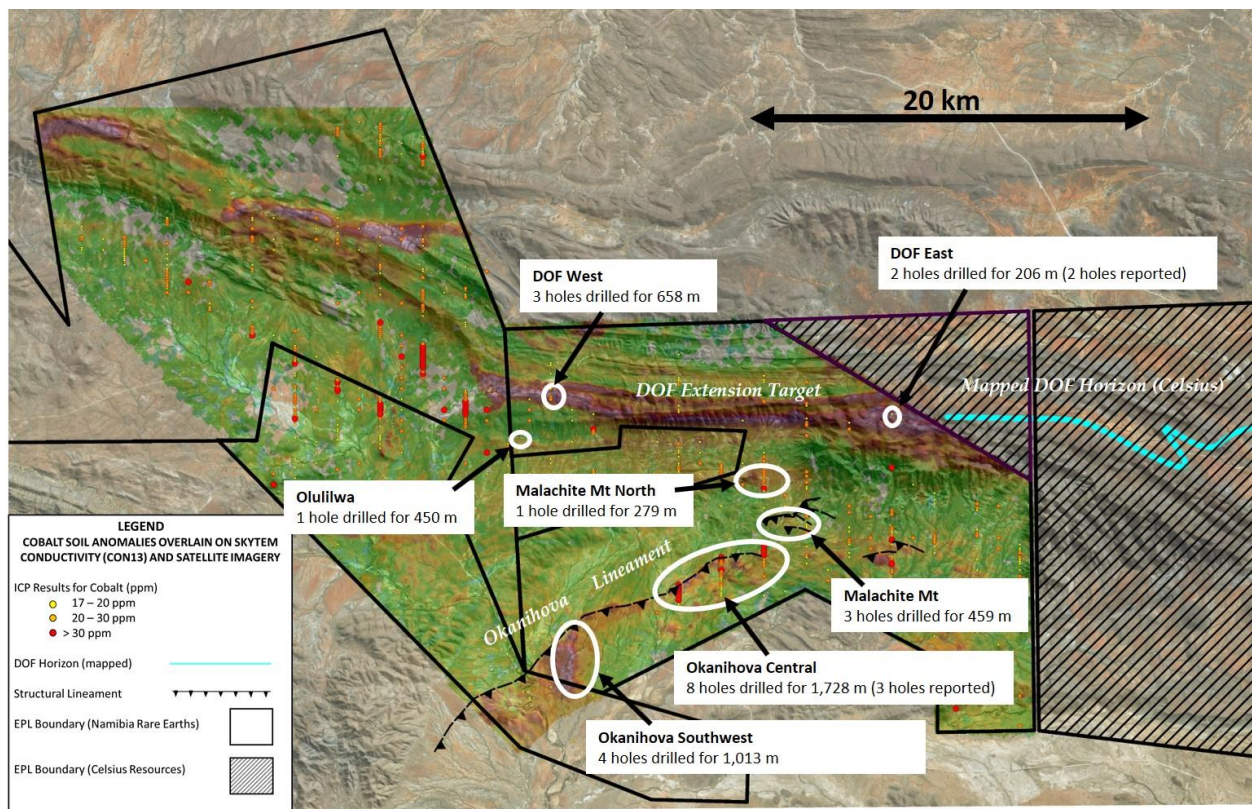 20 km
DOF East
2 holes drilled for 206 m (2 holes reported)
DOF West
3 holes drilled for 658 m
DOF Extension Target
Mapped DOF Horizon (Celsius)
Olulilwa
1 hole drilled for 450 m
Malachite Mt North
1 hole drilled for 279 m
Okanihova Lineament
Malachite Mt
3 holes drilled for 459 m
Okanihova Central
8 holes drilled for 1,728 m (3 holes reported)
Okanihova Southwest
4 holes drilled for 1,013 m
LEGEND
COBALT SOIL ANOMALIES OVERLAIN ON SKYTEM
CONDUCTIVITY (CON13) AND SATELLITE IMAGERY
ICP Results for Cobalt (ppm)
17 – 20 ppm
20 – 30 ppm
> 30 ppm
DOF Horizon (mapped)
Structural Lineament
EPL Boundary (Namibia Rare Earths)
EPL Boundary (Celsius Resources)